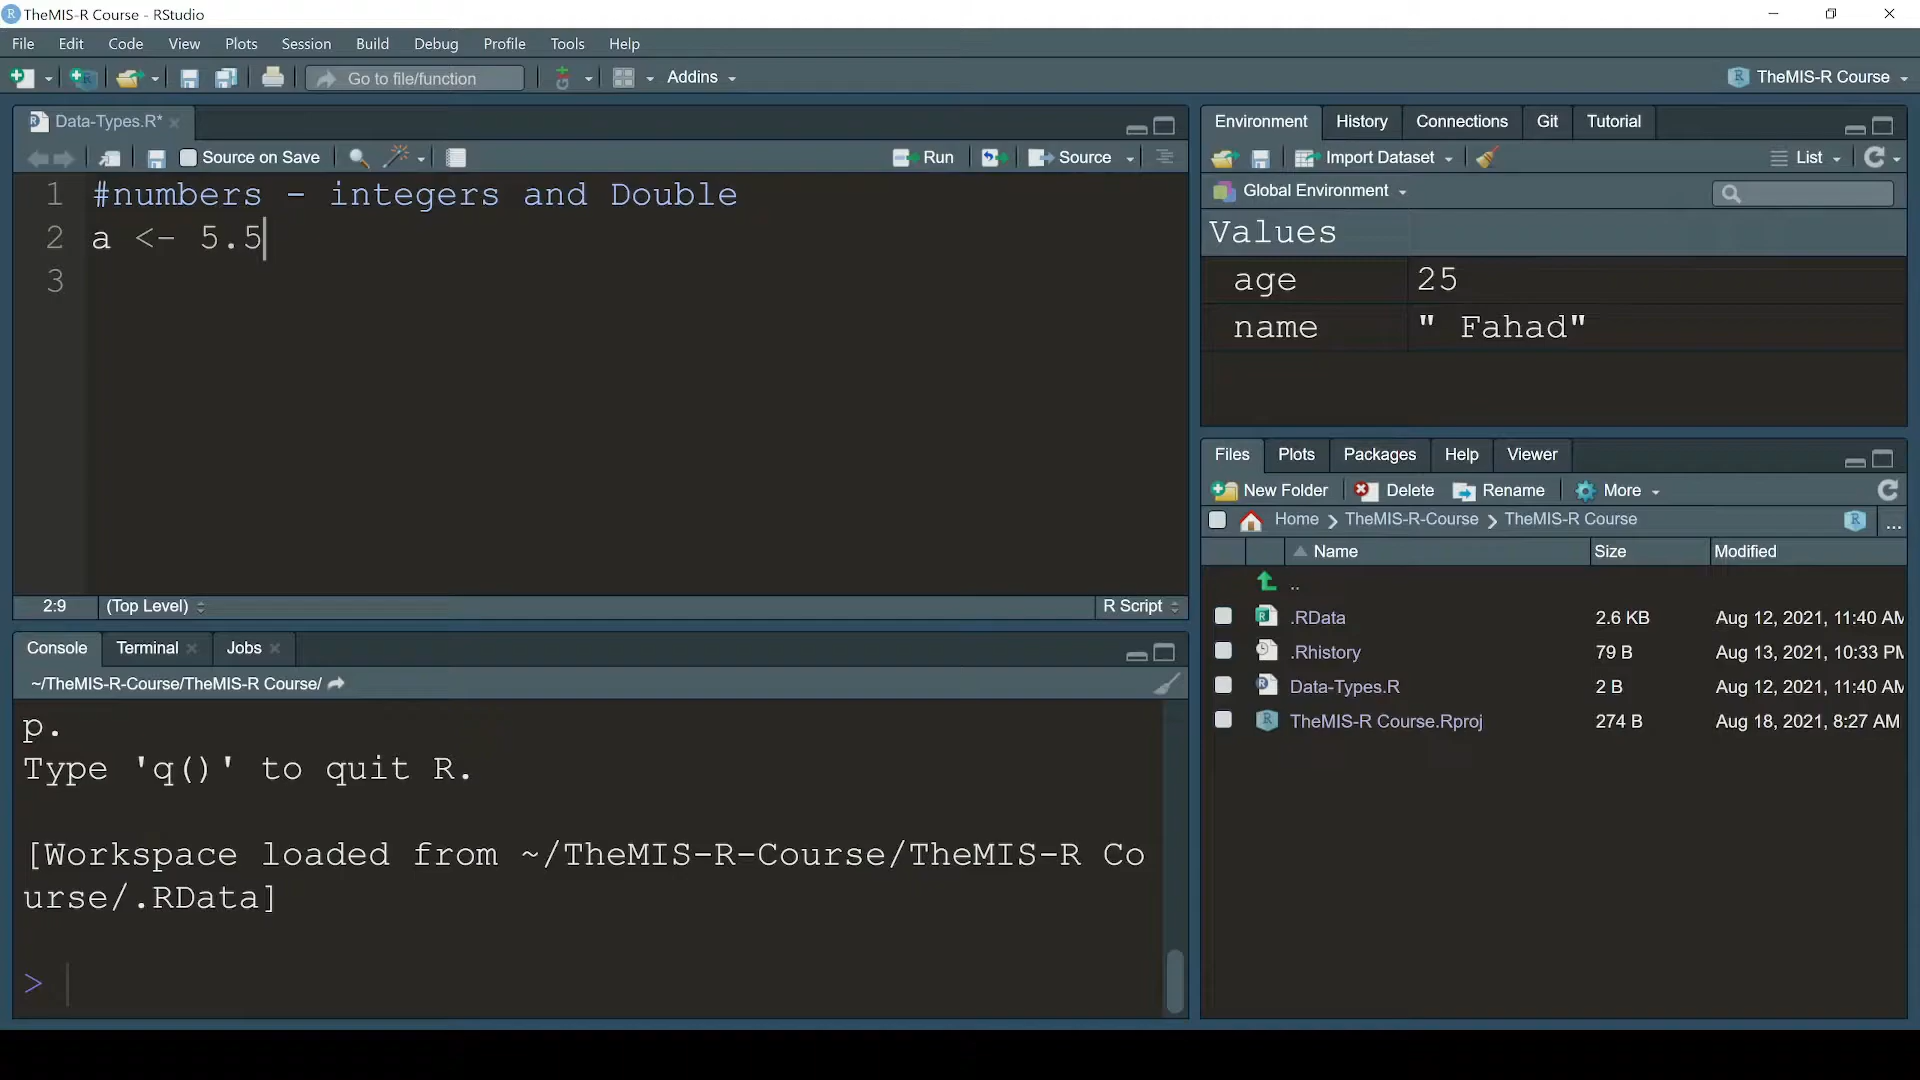 TheMIS-R Course - RStudio
File Edit Code View Plots Session Build Debug Profile Tools Help
Go to file/function Addins TheMIS-R Course
Data-Types.R*
Source on Save Run Source
1 #numbers - integers and Double
2 a <- 5.5
3
2:9 (Top Level) R Script
Console Terminal Jobs
~/TheMIS-R-Course/TheMIS-R Course/
p.
Type 'q()' to quit R.
[Workspace loaded from ~/TheMIS-R-Course/TheMIS-R Co
urse/.RData]
>
Environment History Connections Git Tutorial
Import Dataset List
Global Environment
Values
age 25
name " Fahad"
Files Plots Packages Help Viewer
New Folder Delete Rename More
Home TheMIS-R-Course TheMIS-R Course ...
Name Size Modified
..
.RData 2.6 KB Aug 12, 2021, 11:40 AM
.Rhistory 79 B Aug 13, 2021, 10:33 PM
Data-Types.R 2 B Aug 12, 2021, 11:40 AM
TheMIS-R Course.Rproj 274 B Aug 18, 2021, 8:27 AM